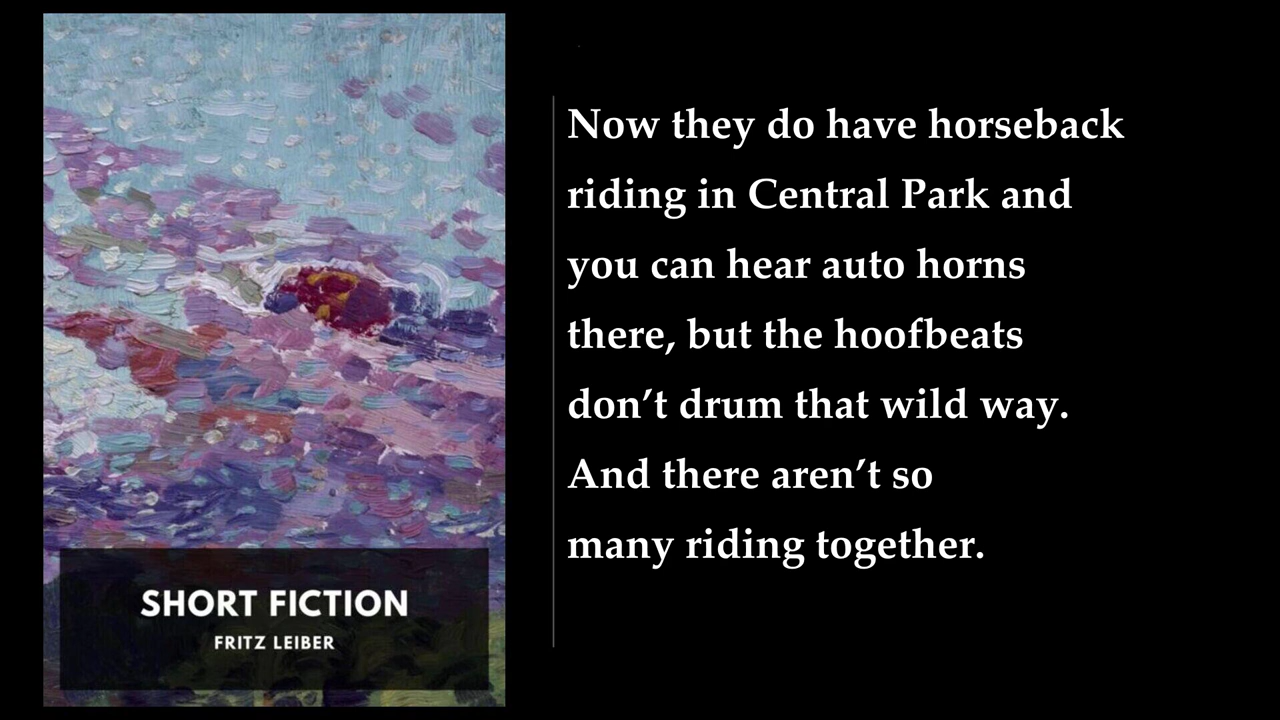 SHORT FICTION
FRITZ LEIBER
Now they do have horseback
riding in Central Park and
you can hear auto horns
there, but the hoofbeats
don’t drum that wild way.
And there aren’t so
many riding together.